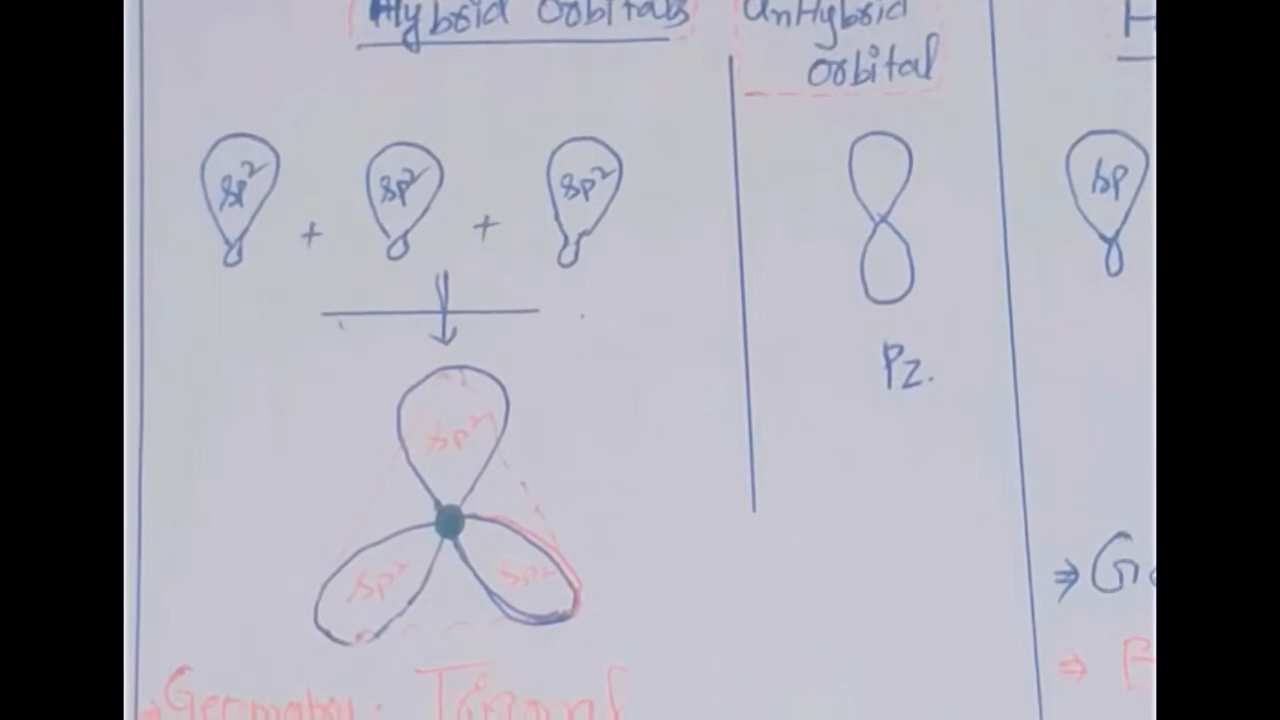 Hybrid Orbitals
UnHybrid
Orbital
sp² + sp² + sp²
sp
Pz.
sp²
sp² sp²
⇒ G
⇒ E
Geometry : Trigonal